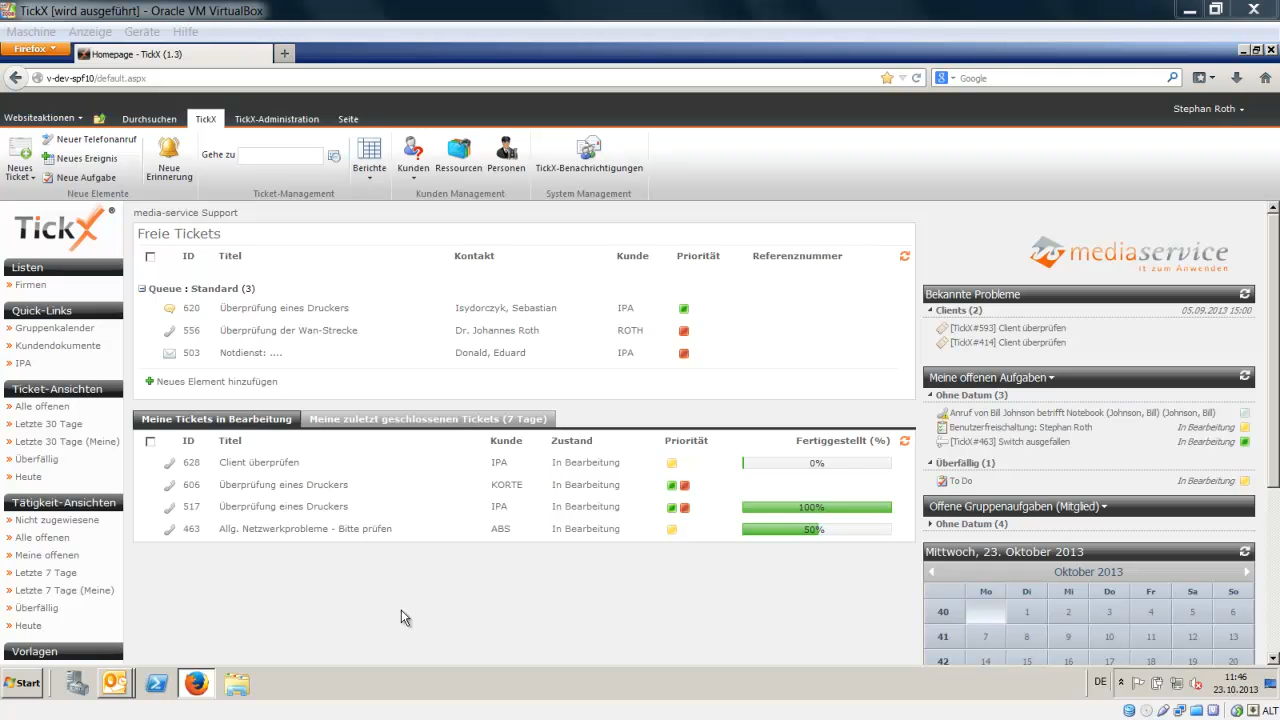 TickX [wird ausgeführt] - Oracle VM VirtualBox
Maschine Anzeige Geräte Hilfe
Firefox Homepage - TickX (1.3)
v-dev-spf10/default.aspx Google
Stephan Roth
Websiteaktionen Durchsuchen TickX TickX-Administration Seite
Neues Ticket
Neuer Telefonanruf
Neues Ereignis
Neue Aufgabe
Neue Erinnerung
Gehe zu
Berichte
Kunden Ressourcen Personen
TickX-Benachrichtigungen
Neue Elemente Ticket-Management Kunden Management System Management
TickX ®
Listen
Firmen
Quick-Links
Gruppenkalender
Kundendokumente
IPA
Ticket-Ansichten
Alle offenen
Letzte 30 Tage
Letzte 30 Tage (Meine)
Überfällig
Heute
Tätigkeit-Ansichten
Nicht zugewiesene
Alle offenen
Meine offenen
Letzte 7 Tage
Letzte 7 Tage (Meine)
Überfällig
Heute
Vorlagen
media-service Support
Freie Tickets
ID Titel Kontakt Kunde Priorität Referenznummer
Queue : Standard (3)
620 Überprüfung eines Druckers Isydorczyk, Sebastian IPA
556 Überprüfung der Wan-Strecke Dr. Johannes Roth ROTH
503 Notdienst: .... Donald, Eduard IPA
Neues Element hinzufügen
Meine Tickets in Bearbeitung Meine zuletzt geschlossenen Tickets (7 Tage)
ID Titel Kunde Zustand Priorität Fertiggestellt (%)
628 Client überprüfen IPA In Bearbeitung 0%
606 Überprüfung eines Druckers KORTE In Bearbeitung
517 Überprüfung eines Druckers IPA In Bearbeitung 100%
463 Allg. Netzwerkprobleme - Bitte prüfen ABS In Bearbeitung 50%
mediaservice
it zum Anwenden
Bekannte Probleme
Clients (2) 05.09.2013 15:00
[TickX#593] Client überprüfen
[TickX#414] Client überprüfen
Meine offenen Aufgaben
Ohne Datum (3)
Anruf von Bill Johnson betrifft Notebook (Johnson, Bill) (Johnson, Bill)
Benutzerfreischaltung: Stephan Roth In Bearbeitung
[TickX#463] Switch ausgefallen In Bearbeitung
Überfällig (1)
To Do In Bearbeitung
Offene Gruppenaufgaben (Mitglied)
Ohne Datum (4)
Mittwoch, 23. Oktober 2013
Oktober 2013
Mo Di Mi Do Fr Sa So
40 1 2 3 4 5 6
41 7 8 9 10 11 12 13
42 14 15 16 17 18 19 20
Start DE 11:46
23.10.2013
ALT